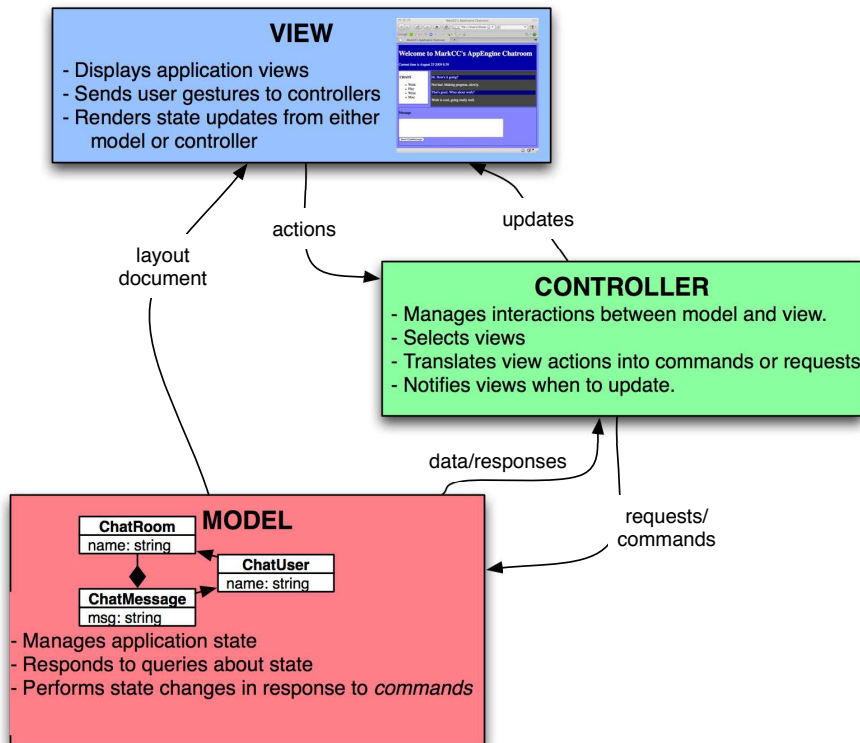 VIEW
- Displays application views
- Sends user gestures to controllers
- Renders state updates from either
model or controller
Welcome to MarkCC's AppEngine Chatroom
actions
updates
layout
document
CONTROLLER
- Manages interactions between model and view.
- Selects views
- Translates view actions into commands or requests
- Notifies views when to update.
data/responses
requests/
commands
MODEL
ChatRoom
name: string
ChatUser
name: string
ChatMessage
msg: string
- Manages application state
- Responds to queries about state
- Performs state changes in response to commands